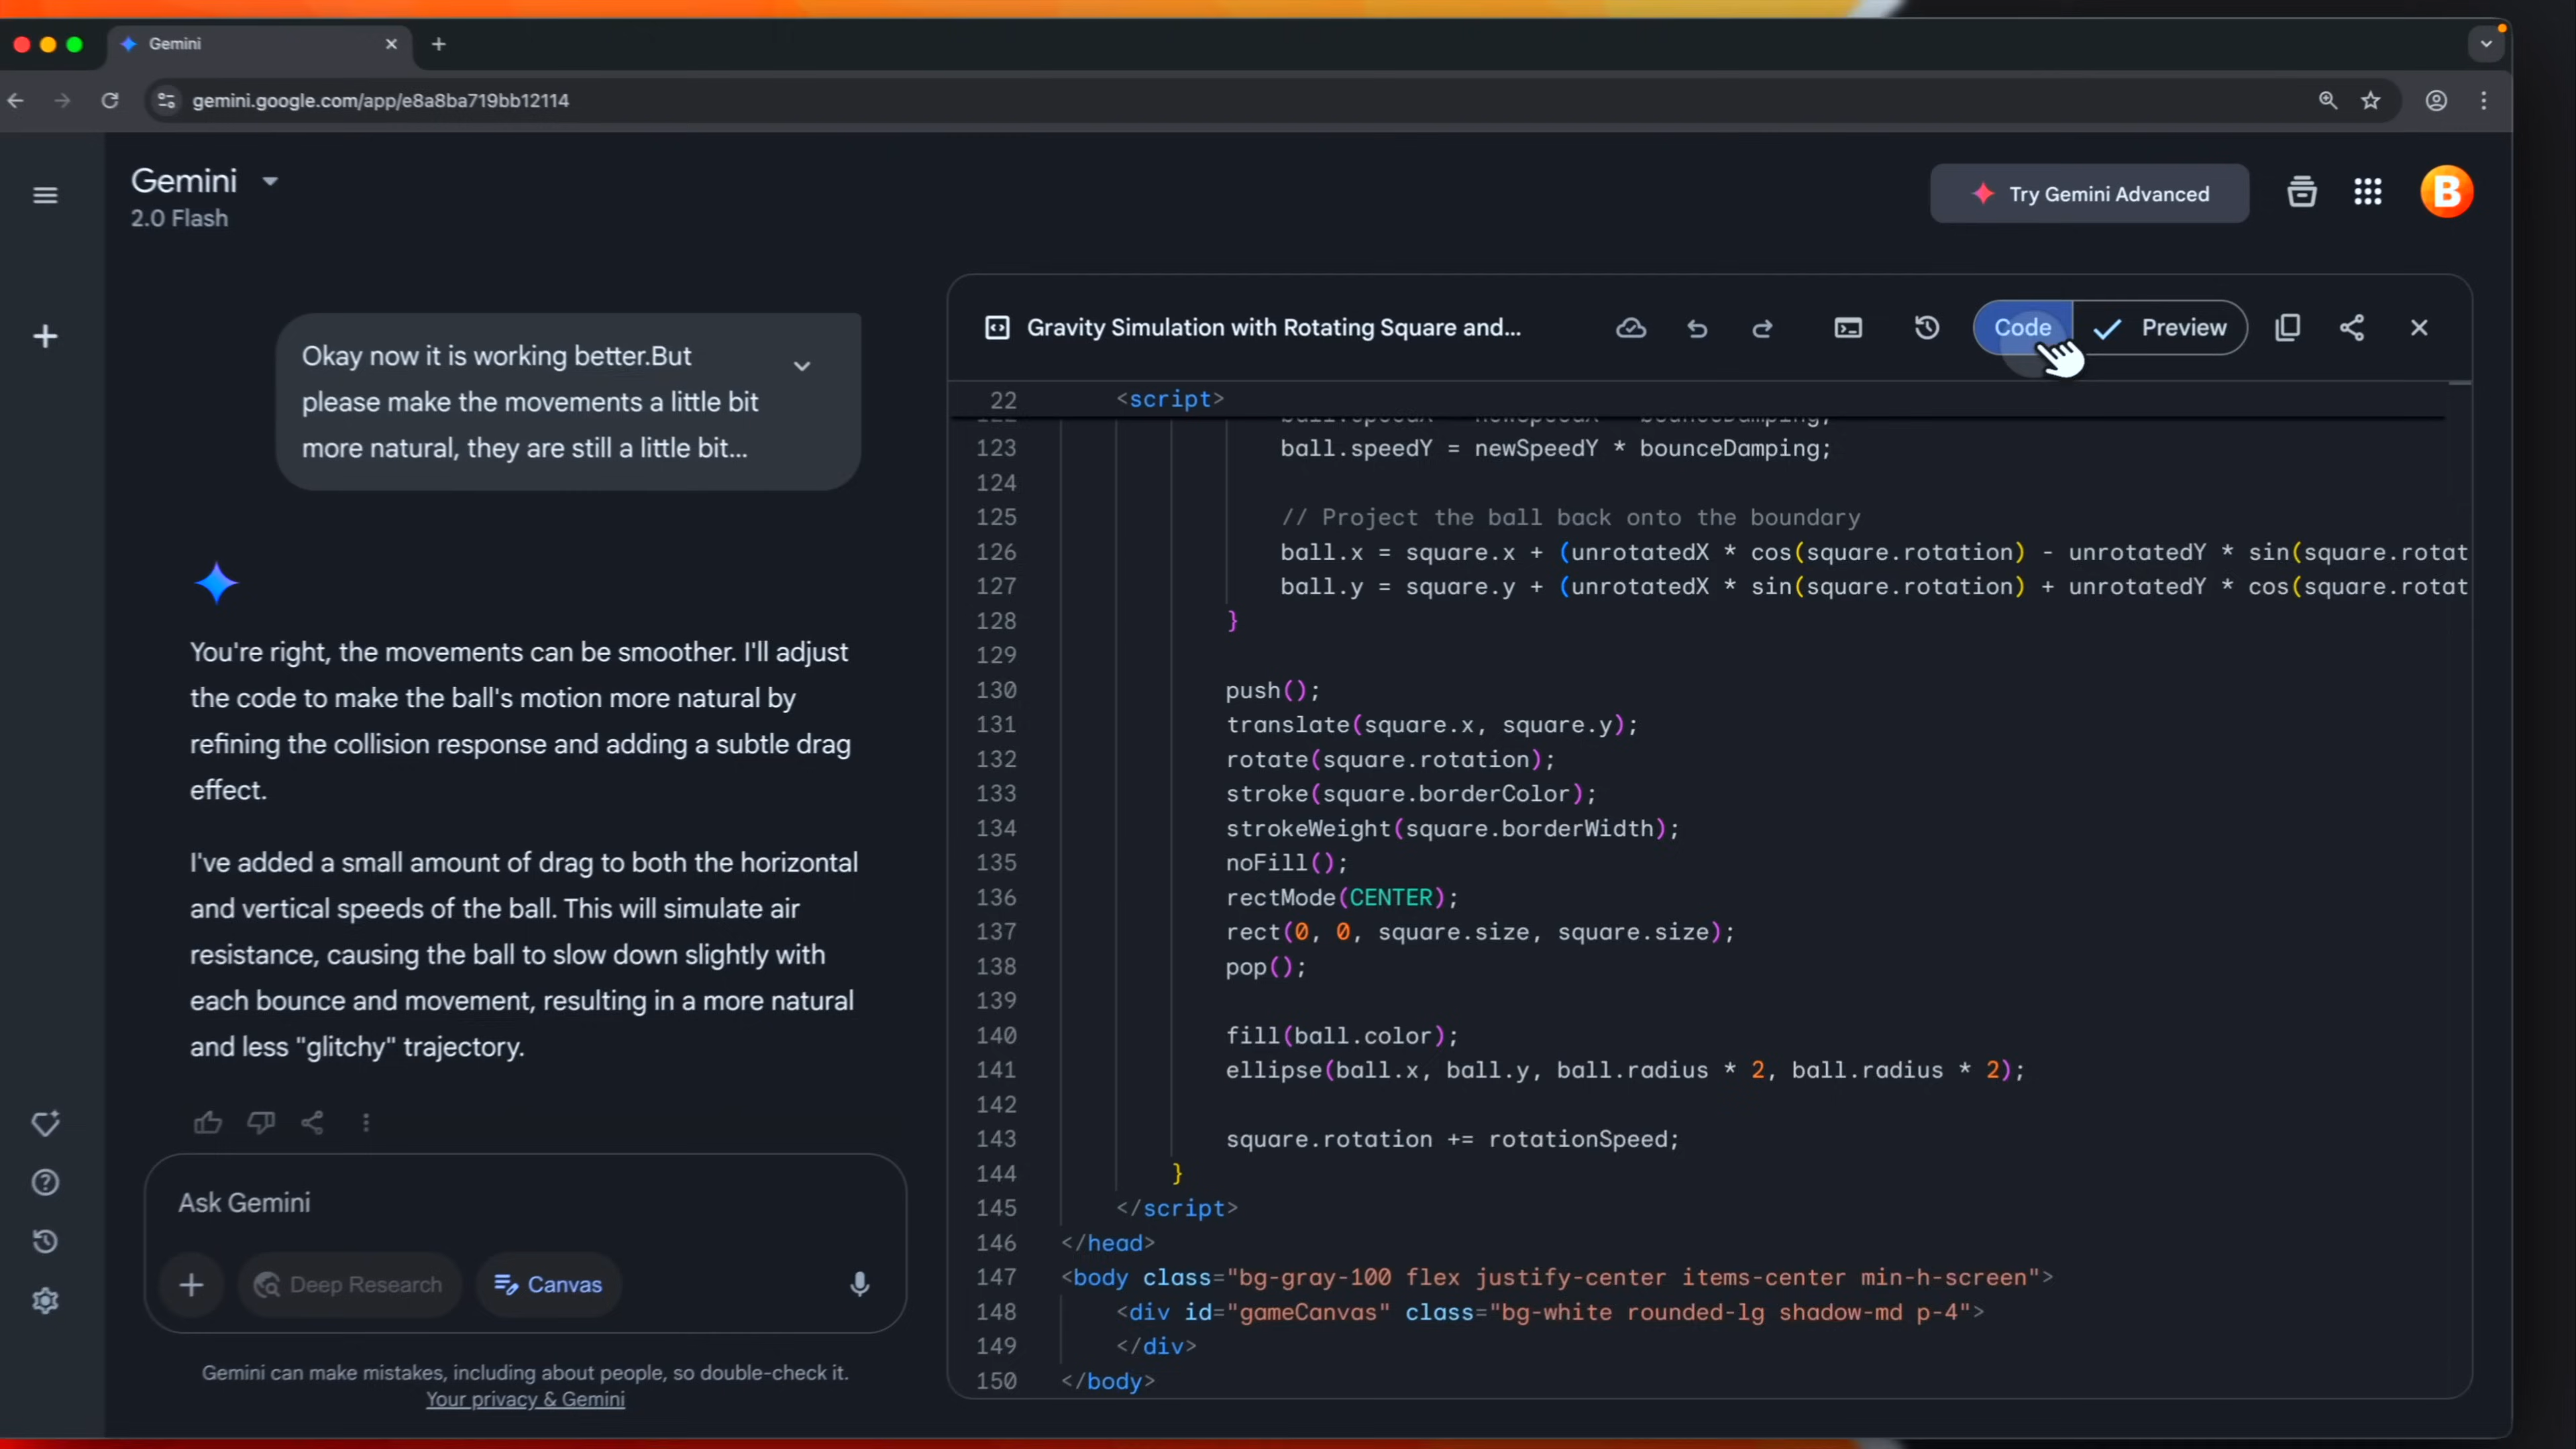 Gemini
gemini.google.com/app/e8a8ba719bb12114
Gemini
2.0 Flash
Try Gemini Advanced
B
Okay now it is working better.But
please make the movements a little bit
more natural, they are still a little bit...
You're right, the movements can be smoother. I'll adjust
the code to make the ball's motion more natural by
refining the collision response and adding a subtle drag
effect.
I've added a small amount of drag to both the horizontal
and vertical speeds of the ball. This will simulate air
resistance, causing the ball to slow down slightly with
each bounce and movement, resulting in a more natural
and less "glitchy" trajectory.
Ask Gemini
Deep Research
Canvas
Gemini can make mistakes, including about people, so double-check it.
Your privacy & Gemini
Gravity Simulation with Rotating Square and...
Code
Preview
22 <script>
123 ball.speedY = newSpeedY * bounceDamping;
124
125 // Project the ball back onto the boundary
126 ball.x = square.x + (unrotatedX * cos(square.rotation) - unrotatedY * sin(square.rotat
127 ball.y = square.y + (unrotatedX * sin(square.rotation) + unrotatedY * cos(square.rotat
128 }
129
130 push();
131 translate(square.x, square.y);
132 rotate(square.rotation);
133 stroke(square.borderColor);
134 strokeWeight(square.borderWidth);
135 noFill();
136 rectMode(CENTER);
137 rect(0, 0, square.size, square.size);
138 pop();
139
140 fill(ball.color);
141 ellipse(ball.x, ball.y, ball.radius * 2, ball.radius * 2);
142
143 square.rotation += rotationSpeed;
144 }
145 </script>
146 </head>
147 <body class="bg-gray-100 flex justify-center items-center min-h-screen">
148 <div id="gameCanvas" class="bg-white rounded-lg shadow-md p-4">
149 </div>
150 </body>